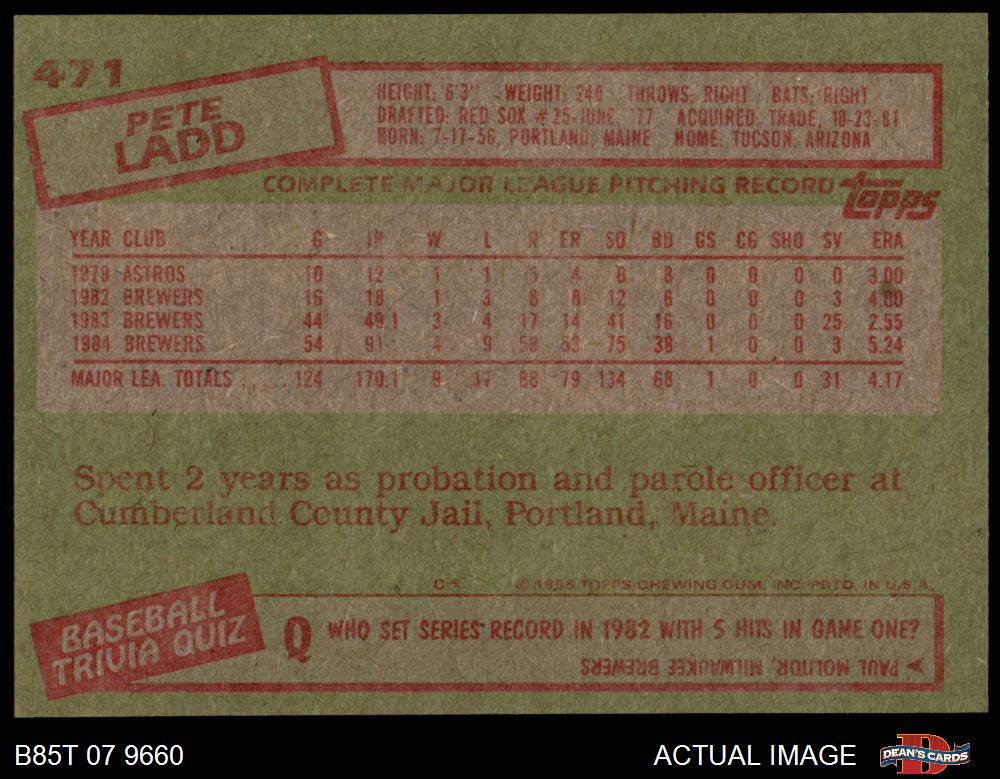 471
PETE
LADD
HEIGHT: 6'3" WEIGHT: 240 THROWS: RIGHT BATS: RIGHT
DRAFTED: RED SOX #25-JUNE, '77 ACQUIRED: TRADE, 10-23-81
BORN: 7-17-56, PORTLAND, MAINE HOME: TUCSON, ARIZONA
COMPLETE MAJOR LEAGUE PITCHING RECORD topps
YEAR CLUB G IP W L R ER SO BB GS CG SHO SV ERA
1979 ASTROS 10 12 1 1 5 4 6 8 0 0 0 0 3.00
1982 BREWERS 16 18 1 3 8 8 12 6 0 0 0 3 4.00
1983 BREWERS 44 49.1 3 4 17 14 41 16 0 0 0 25 2.55
1984 BREWERS 54 91 4 9 58 53 75 38 1 0 0 3 5.24
MAJOR LEA. TOTALS ..... 124 170.1 9 17 88 79 134 68 1 0 0 31 4.17
Spent 2 years as probation and parole officer at
Cumberland County Jail, Portland, Maine.
C* © 1985 TOPPS CHEWING GUM, INC. PRTD. IN U.S.A.
BASEBALL
TRIVIA QUIZ
Q WHO SET SERIES RECORD IN 1982 WITH 5 HITS IN GAME ONE?
A PAUL MOLITOR, MILWAUKEE BREWERS
B85T 07 9660 ACTUAL IMAGE DEAN'S CARDS